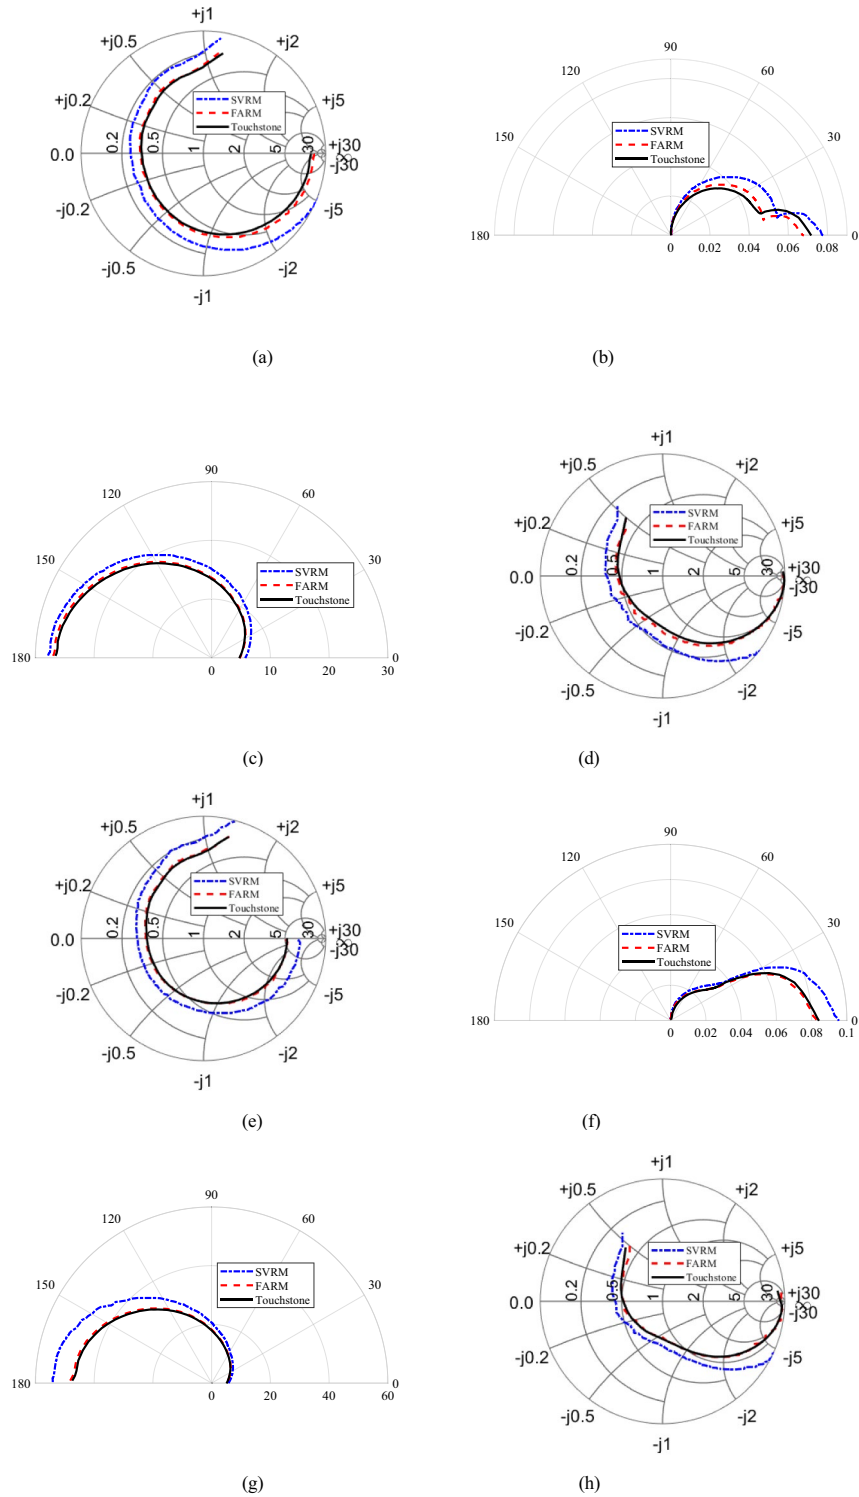 +j1
+j0.5
+j2
+j0.2
+j5
SVRM
FARM
Touchstone
0.0
0.2
0.5
1
2
5
30
+j30
∞
-j30
-j0.2
-j5
-j0.5
-j2
-j1
(a)
90
120
60
150
30
SVRM
FARM
Touchstone
180
0
0 0.02 0.04 0.06 0.08
(b)
90
120
60
150
30
SVRM
FARM
Touchstone
180
0
0 10 20 30
(c)
+j1
+j0.5
+j2
+j0.2
+j5
SVRM
FARM
Touchstone
0.0
0.2
0.5
1
2
5
30
+j30
∞
-j30
-j0.2
-j5
-j0.5
-j2
-j1
(d)
+j1
+j0.5
+j2
+j0.2
+j5
SVRM
FARM
Touchstone
0.0
0.2
0.5
1
2
5
30
+j30
∞
-j30
-j0.2
-j5
-j0.5
-j2
-j1
(e)
90
120
60
150
30
SVRM
FARM
Touchstone
180
0
0 0.02 0.04 0.06 0.08 0.1
(f)
90
120
60
150
30
SVRM
FARM
Touchstone
180
0
0 20 40 60
(g)
+j1
+j0.5
+j2
+j0.2
+j5
SVRM
FARM
Touchstone
0.0
0.2
0.5
1
2
5
30
+j30
∞
-j30
-j0.2
-j5
-j0.5
-j2
-j1
(h)